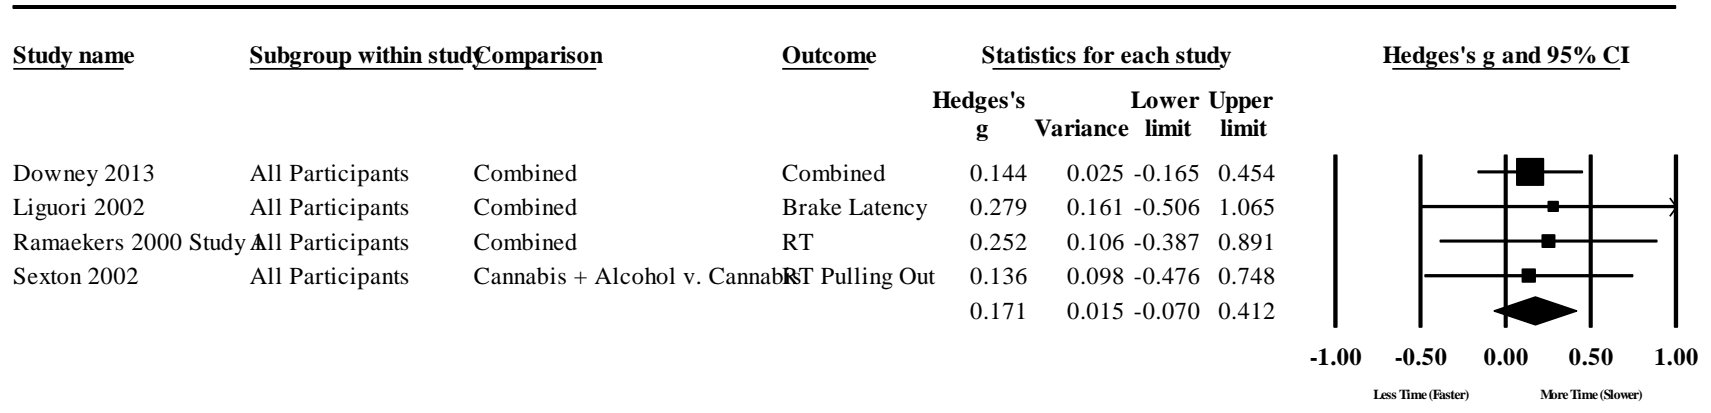 Study name Subgroup within study Comparison Outcome Statistics for each study Hedges's g and 95% CI
Hedges's Lower Upper
g Variance limit limit
Downey 2013 All Participants Combined Combined 0.144 0.025 -0.165 0.454
Liguori 2002 All Participants Combined Brake Latency 0.279 0.161 -0.506 1.065
Ramaekers 2000 Study 1 All Participants Combined RT 0.252 0.106 -0.387 0.891
Sexton 2002 All Participants Cannabis + Alcohol v. Cannabis RT Pulling Out 0.136 0.098 -0.476 0.748
0.171 0.015 -0.070 0.412
-1.00 -0.50 0.00 0.50 1.00
Less Time (Faster) More Time (Slower)